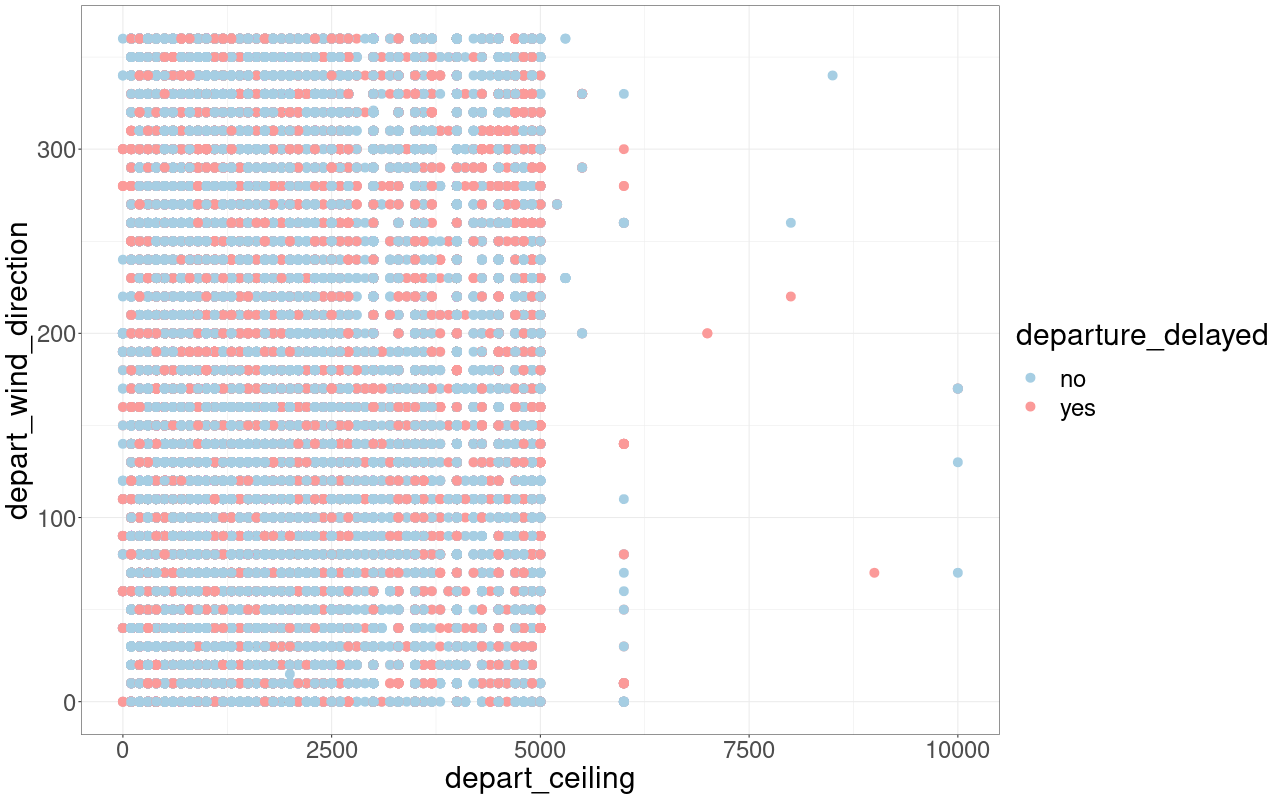 depart_wind_direction
300
200
100
0
0
2500
5000
7500
10000
depart_ceiling
departure_delayed
no
yes